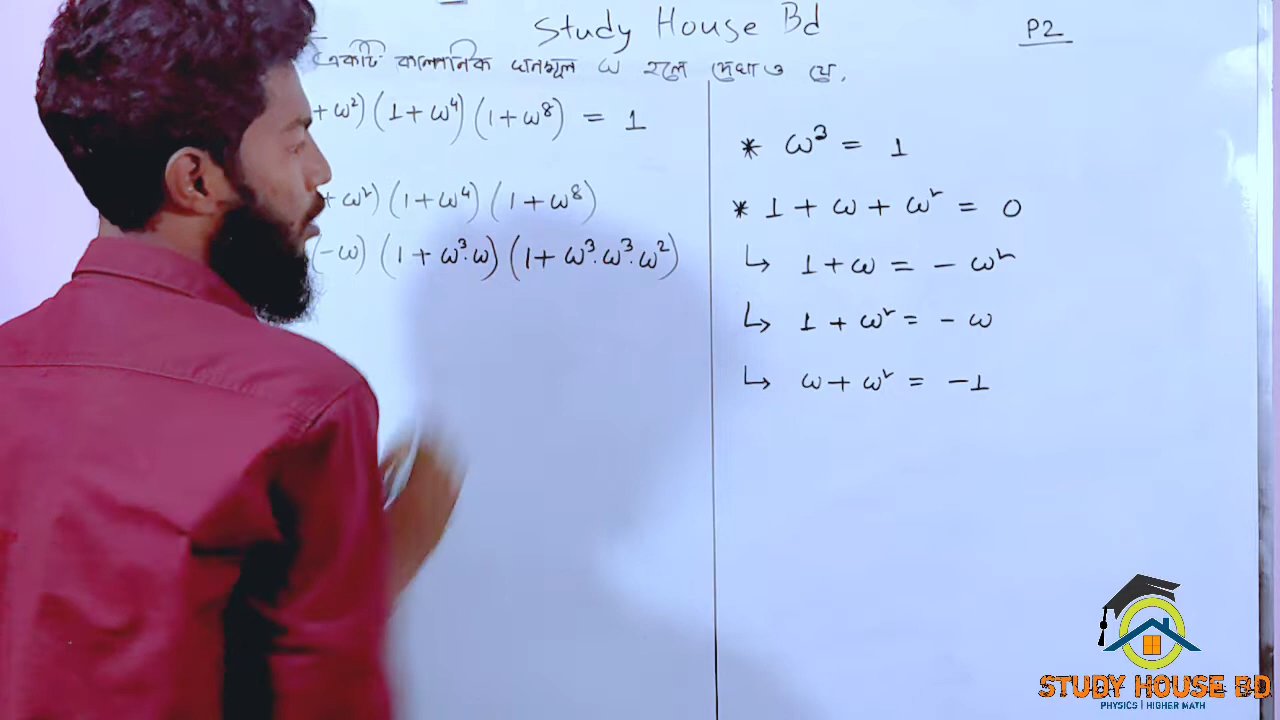 Study House Bd
P2
একটি কাল্পনিক ঘনমূল ω হলে দেখাও যে,
+ ω²) (1 + ω⁴) (1 + ω⁸) = 1
+ ω²) (1 + ω⁴) (1 + ω⁸)
(-ω) (1 + ω³·ω) (1 + ω³·ω³·ω²)
* ω³ = 1
* 1 + ω + ω² = 0
↳ 1 + ω = - ω²
↳ 1 + ω² = - ω
↳ ω + ω² = -1
STUDY HOUSE BD
PHYSICS | HIGHER MATH